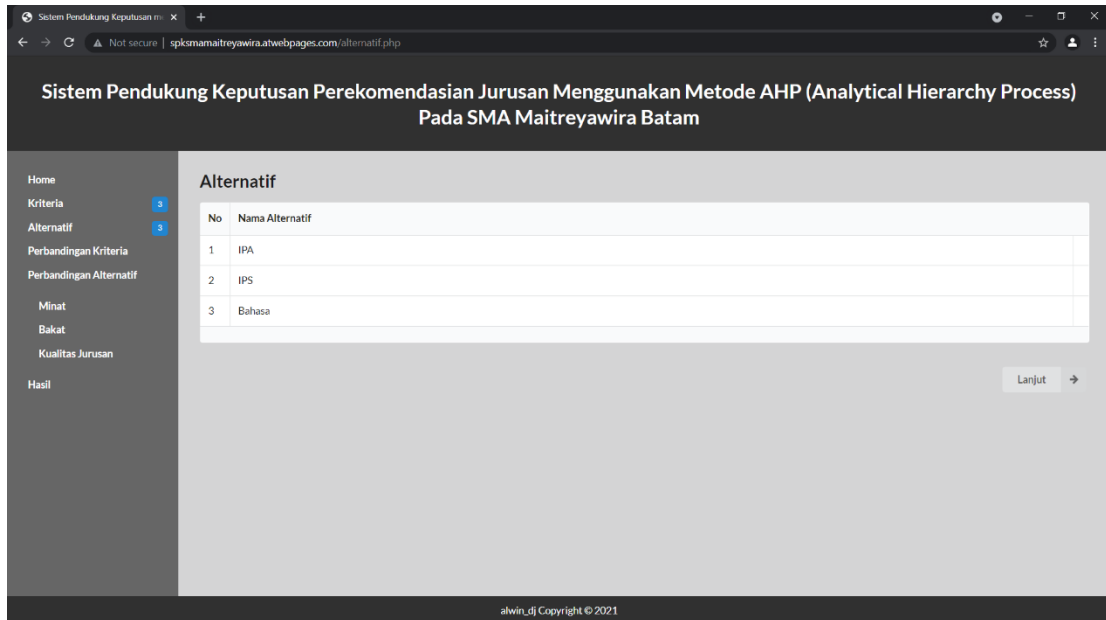 Sistem Pendukung Keputusan m
Not secure | spksmamaitreyawira.atwebpages.com/alternatif.php
Sistem Pendukung Keputusan Perekomendasian Jurusan Menggunakan Metode AHP (Analytical Hierarchy Process)
Pada SMA Maitreyawira Batam
Home
Kriteria 3
Alternatif 3
Perbandingan Kriteria
Perbandingan Alternatif
Minat
Bakat
Kualitas Jurusan
Hasil
Alternatif
No Nama Alternatif
1 IPA
2 IPS
3 Bahasa
Lanjut
alwin_dj Copyright © 2021